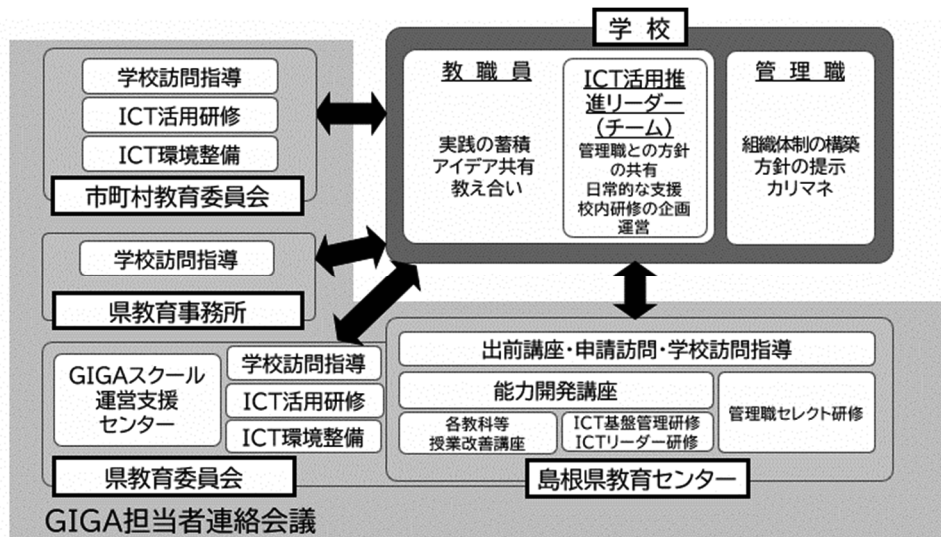 学 校
教 職 員
実践の蓄積
アイデア共有
教え合い
ICT活用推
進リーダー
(チーム)
管理職との方針
の共有
日常的な支援
校内研修の企画
運営
管 理 職
組織体制の構築
方針の提示
カリマネ
学校訪問指導
ICT活用研修
ICT環境整備
市町村教育委員会
学校訪問指導
県教育事務所
GIGAスクール
運営支援
センター
学校訪問指導
ICT活用研修
ICT環境整備
県教育委員会
出前講座・申請訪問・学校訪問指導
能力開発講座
各教科等
授業改善講座
ICT基盤管理研修
ICTリーダー研修
管理職セレクト研修
島根県教育センター
GIGA担当者連絡会議